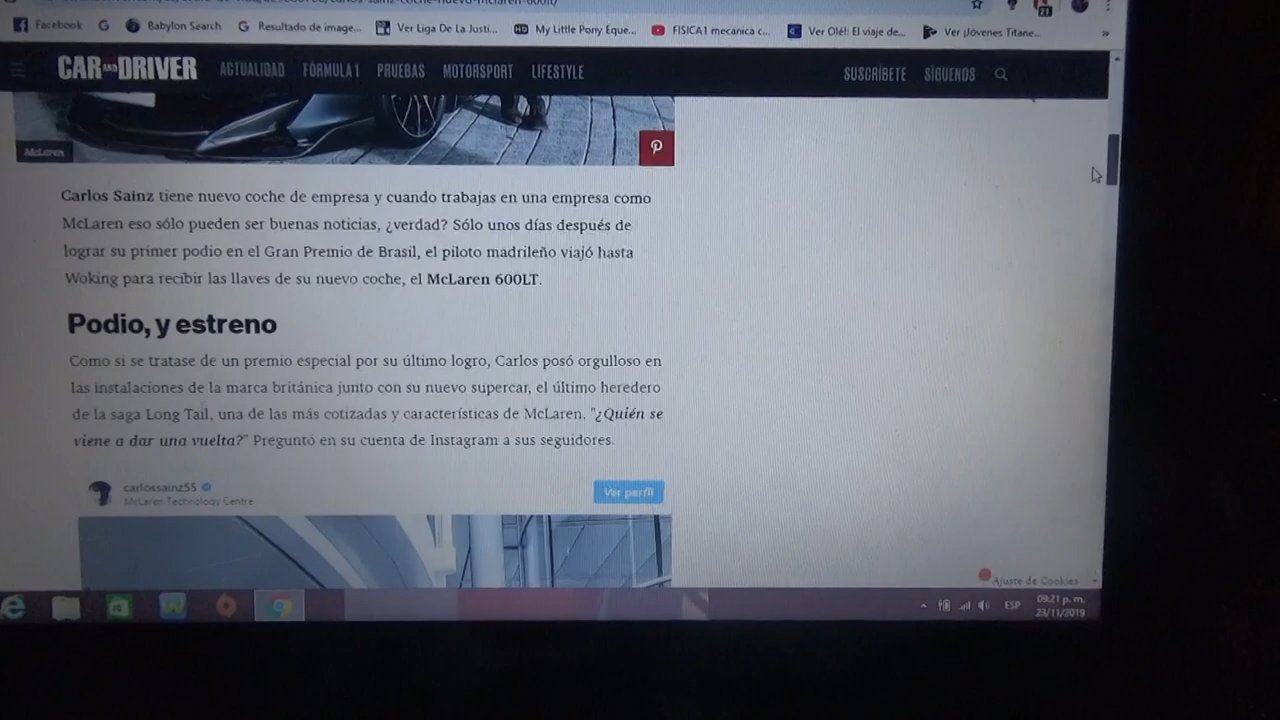 Facebook
Babylon Search
Resultado de image...
Ver Liga De La Justi...
My Little Pony Eque...
FISICA1 mecanica c...
Ver Olé!: El viaje de...
Ver ¡Jóvenes Titane...
»
21
CAR AND DRIVER
ACTUALIDAD
FÓRMULA 1
PRUEBAS
MOTORSPORT
LIFESTYLE
SUSCRÍBETE
SÍGUENOS
McLaren
Carlos Sainz tiene nuevo coche de empresa y cuando trabajas en una empresa como
McLaren eso sólo pueden ser buenas noticias, ¿verdad? Sólo unos días después de
lograr su primer podio en el Gran Premio de Brasil, el piloto madrileño viajó hasta
Woking para recibir las llaves de su nuevo coche, el McLaren 600LT.
Podio, y estreno
Como si se tratase de un premio especial por su último logro, Carlos posó orgulloso en
las instalaciones de la marca británica junto con su nuevo supercar, el último heredero
de la saga Long Tail, una de las más cotizadas y características de McLaren. "¿Quién se
viene a dar una vuelta?" Preguntó en su cuenta de Instagram a sus seguidores.
carlossainz55
McLaren Technology Centre
Ver perfil
Ajuste de Cookies
ESP
09:21 p. m.
23/11/2019